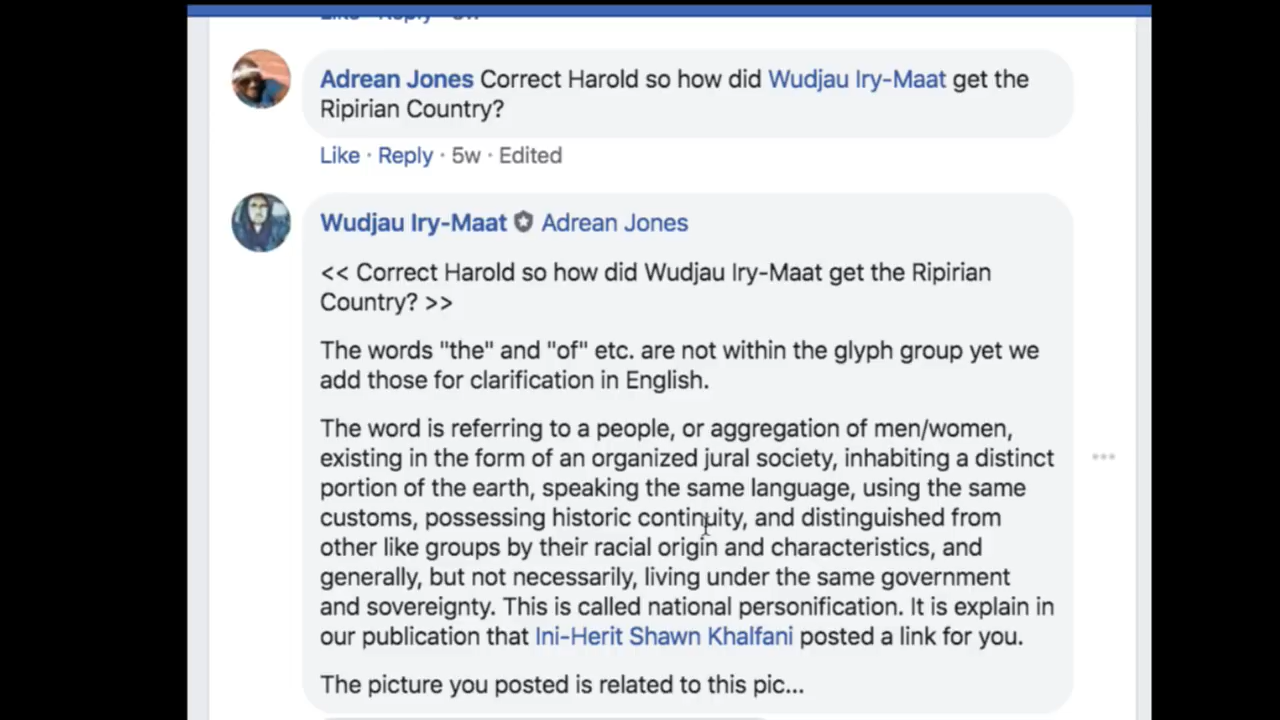 Adrean Jones Correct Harold so how did Wudjau Iry-Maat get the
Ripirian Country?
Like · Reply · 5w · Edited
Wudjau Iry-Maat Adrean Jones
<< Correct Harold so how did Wudjau Iry-Maat get the Ripirian
Country? >>
The words "the" and "of" etc. are not within the glyph group yet we
add those for clarification in English.
The word is referring to a people, or aggregation of men/women,
existing in the form of an organized jural society, inhabiting a distinct
portion of the earth, speaking the same language, using the same
customs, possessing historic continuity, and distinguished from
other like groups by their racial origin and characteristics, and
generally, but not necessarily, living under the same government
and sovereignty. This is called national personification. It is explain in
our publication that Ini-Herit Shawn Khalfani posted a link for you.
The picture you posted is related to this pic...